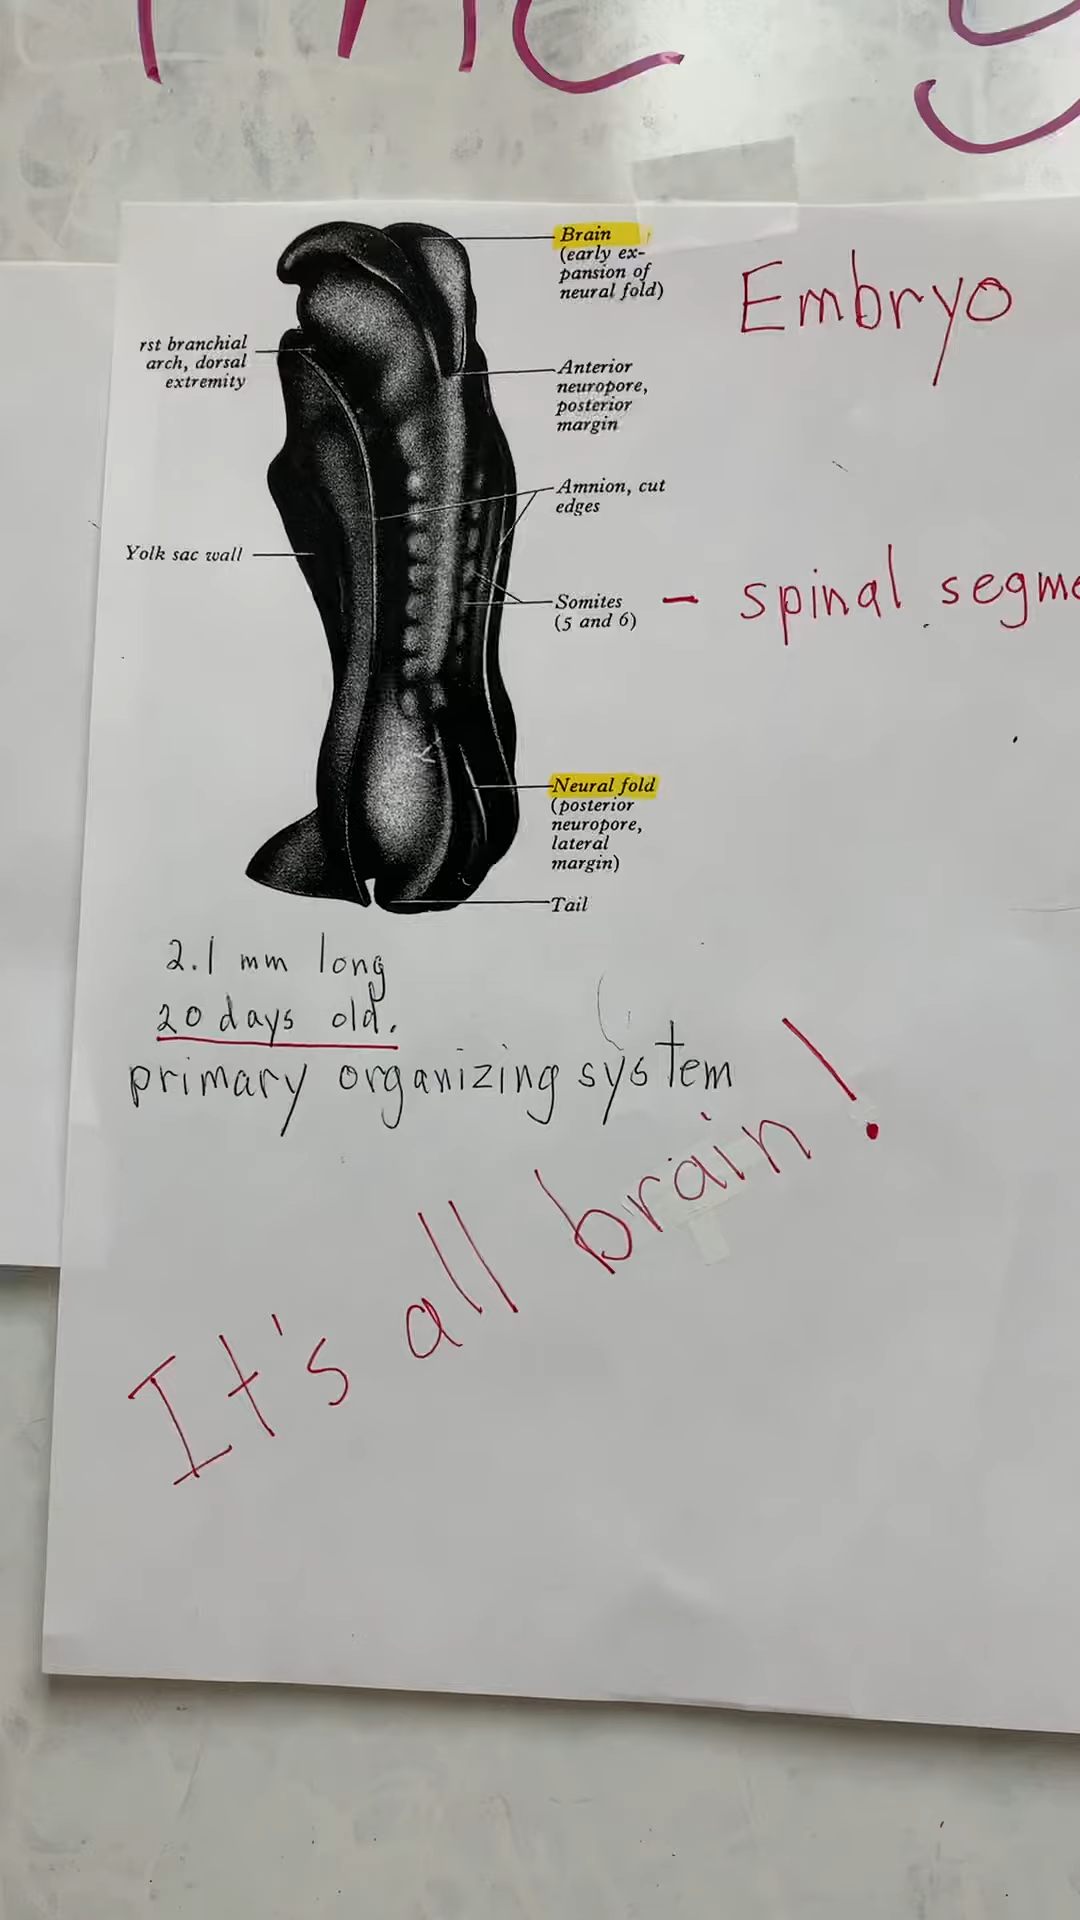 Brain
(early ex-
pansion of
neural fold)
Embryo
rst branchial
arch, dorsal
extremity
Anterior
neuropore,
posterior
margin
Amnion, cut
edges
Yolk sac wall
Somites
(5 and 6)
- spinal segme
Neural fold
(posterior
neuropore,
lateral
margin)
Tail
2.1 mm long
20 days old.
primary organizing system
It's all brain!